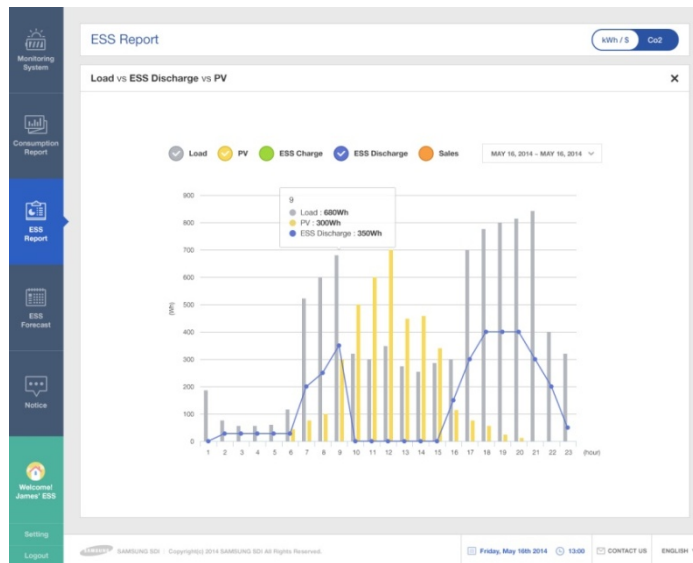 Monitoring
System
Consumption
Report
ESS
Report
ESS
Forecast
Notice
Welcome!
James' ESS
Setting
Logout
ESS Report
kWh / $
Co2
Load vs ESS Discharge vs PV
Load
PV
ESS Charge
ESS Discharge
Sales
MAY 16, 2014 – MAY 16, 2014
9
Load : 680Wh
PV : 300Wh
ESS Discharge : 350Wh
(Wh)
900
800
700
600
500
400
300
200
100
0
1 2 3 4 5 6 7 8 9 10 11 12 13 14 15 16 17 18 19 20 21 22 23 (hour)
SAMSUNG
SAMSUNG SDI | Copyright(c) 2014 SAMSUNG SDI All Rights Reserved.
Friday, May 16th 2014
13:00
CONTACT US
ENGLISH